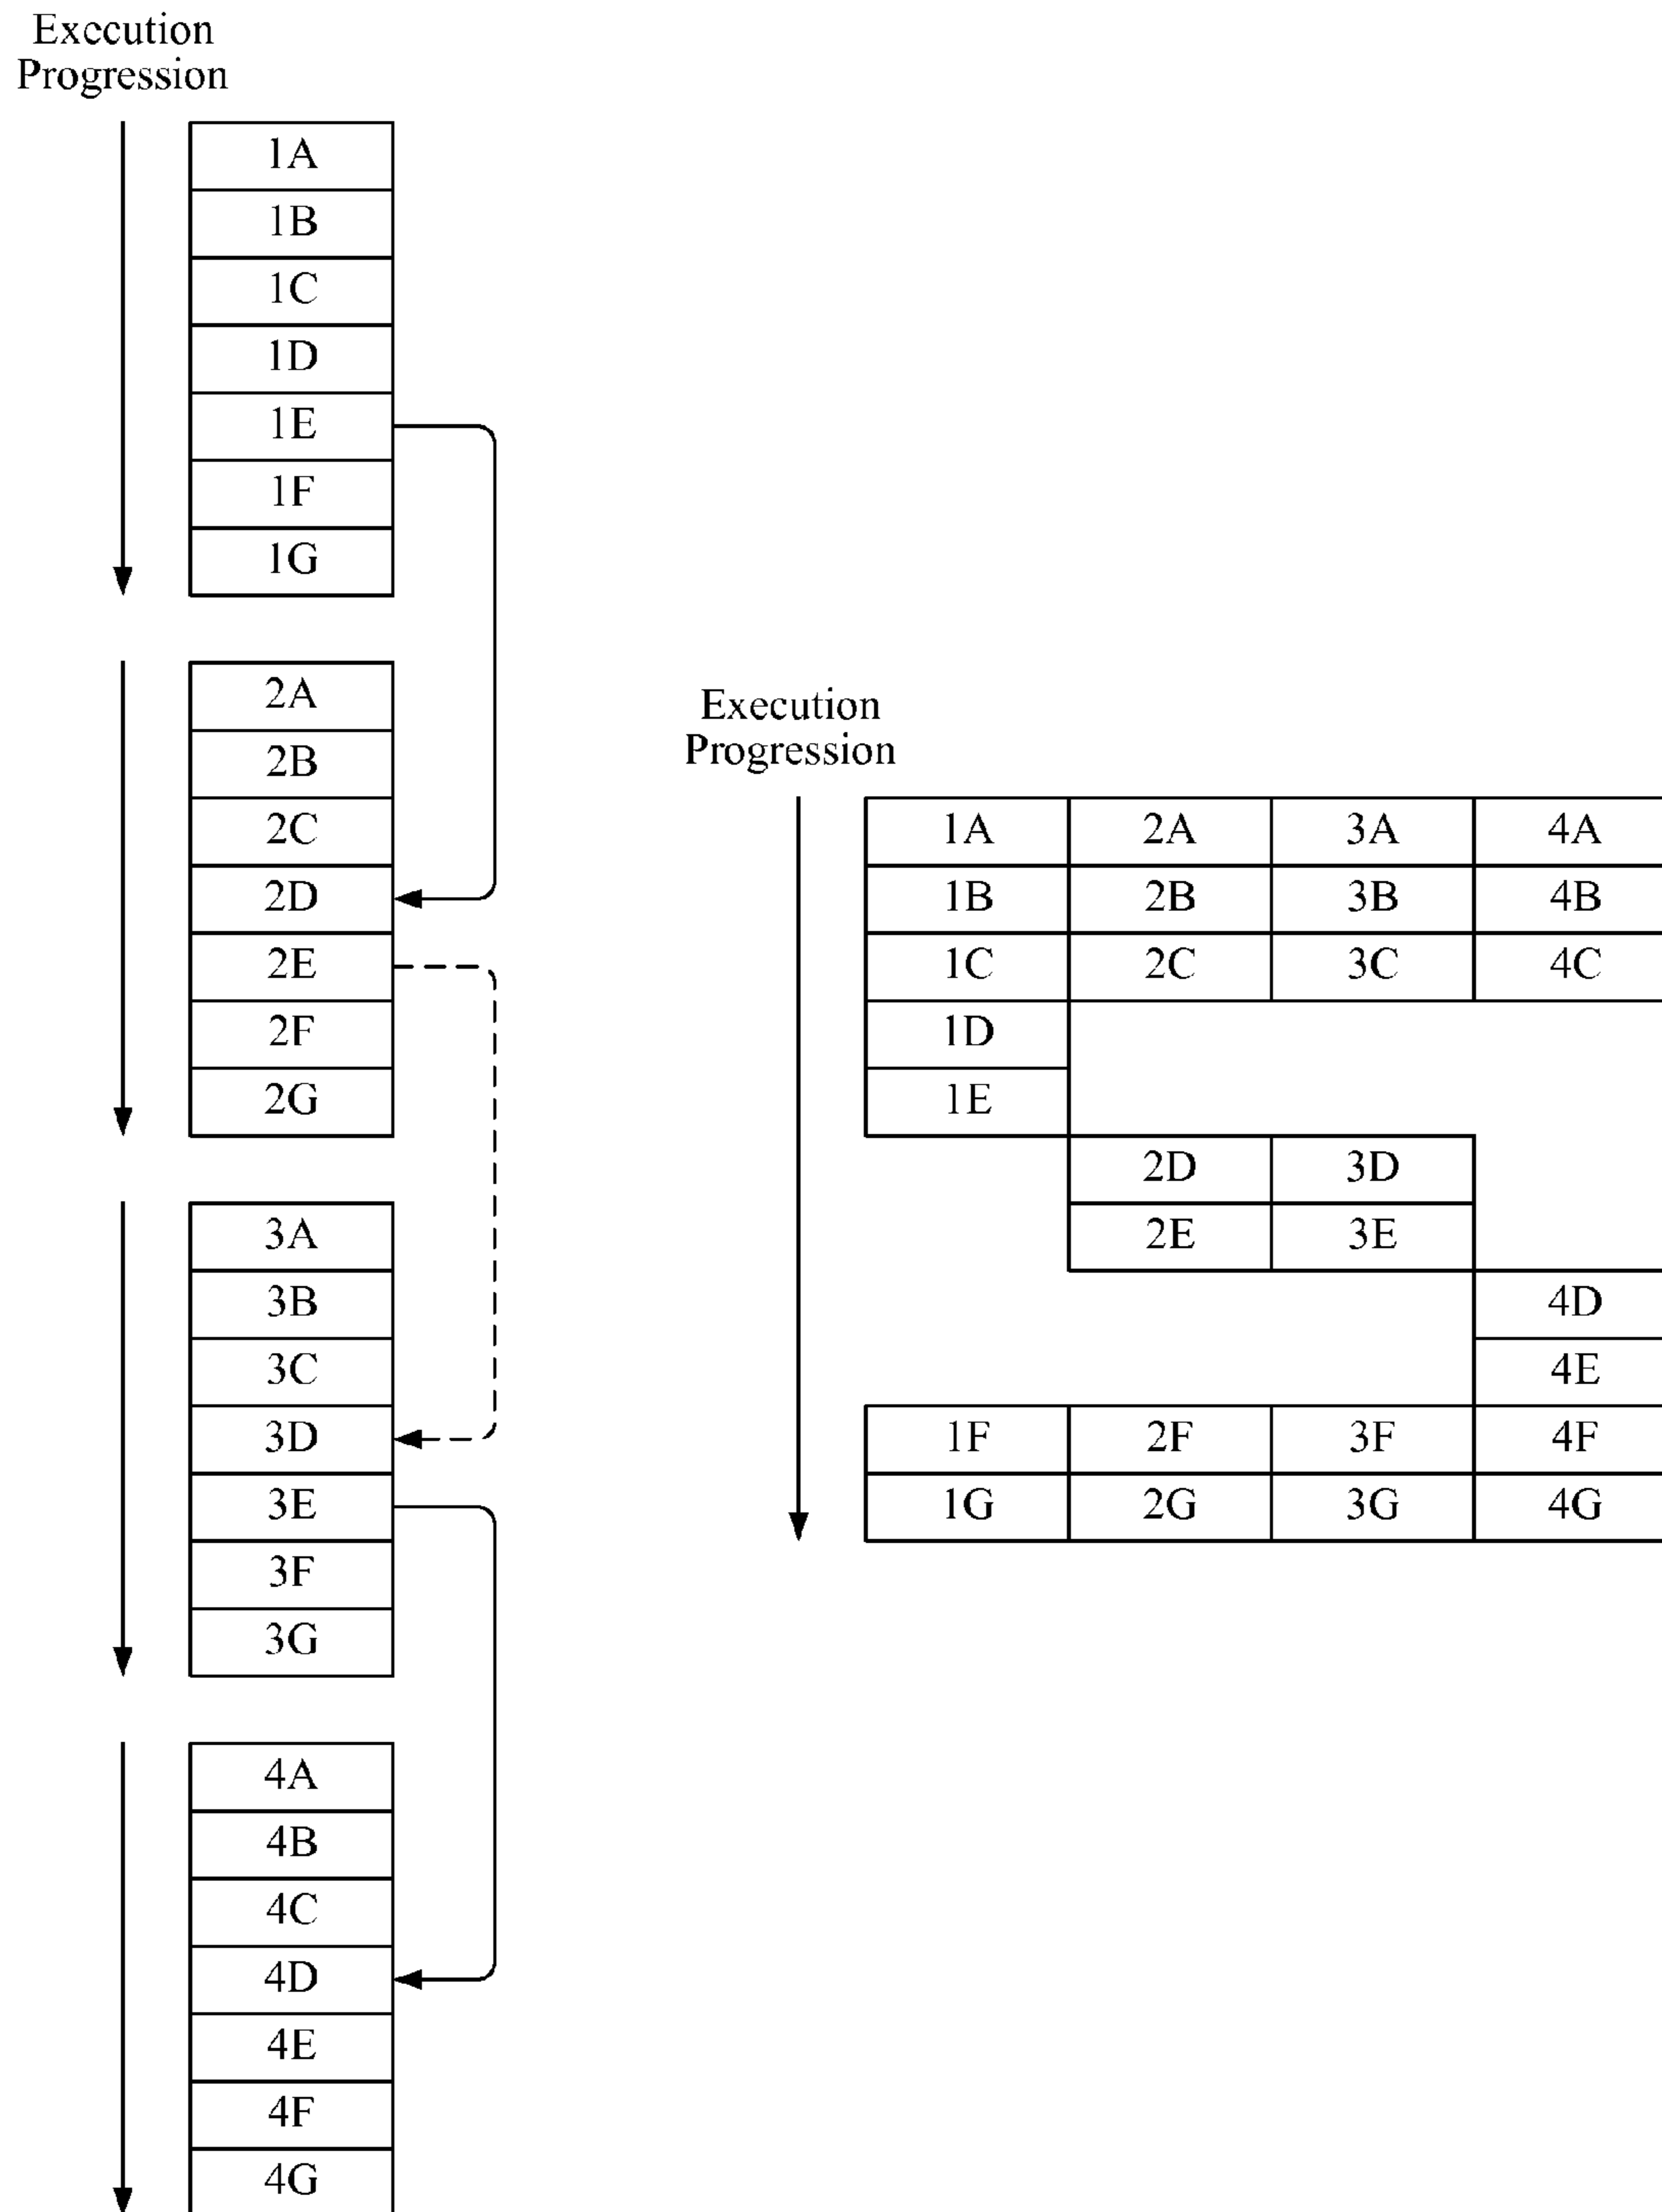 Exccution
Progression
1A
1B
1C
1D
1E
1F
1G
2A
2B
2C
2D
2E
2F
2G
3A
3B
3C
3D
3E
3F
3G
4A
4B
4C
4D
4E
4F
4G
Execution
Progression
1A 2A 3A 4A
1B 2B 3B 4B
1C 2C 3C 4C
1D
1E
2D 3D
2E 3E
4D
4E
1F 2F 3F 4F
1G 2G 3G 4G